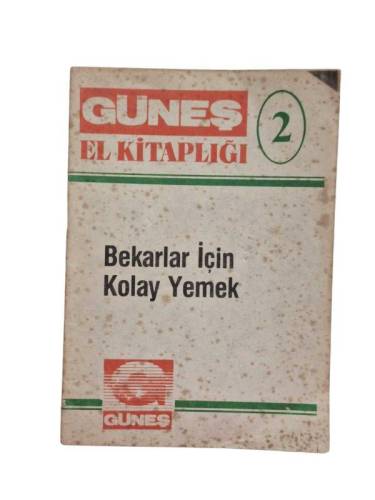 GÜNEŞ
EL KİTAPLIĞI
2
Bekarlar İçin
Kolay Yemek
GÜNEŞ